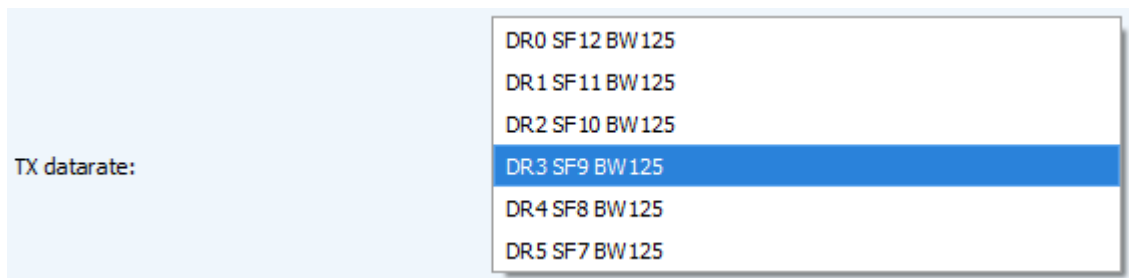 DR0 SF12 BW125
DR1 SF11 BW125
DR2 SF10 BW125
TX datarate:
DR3 SF9 BW125
DR4 SF8 BW125
DR5 SF7 BW125